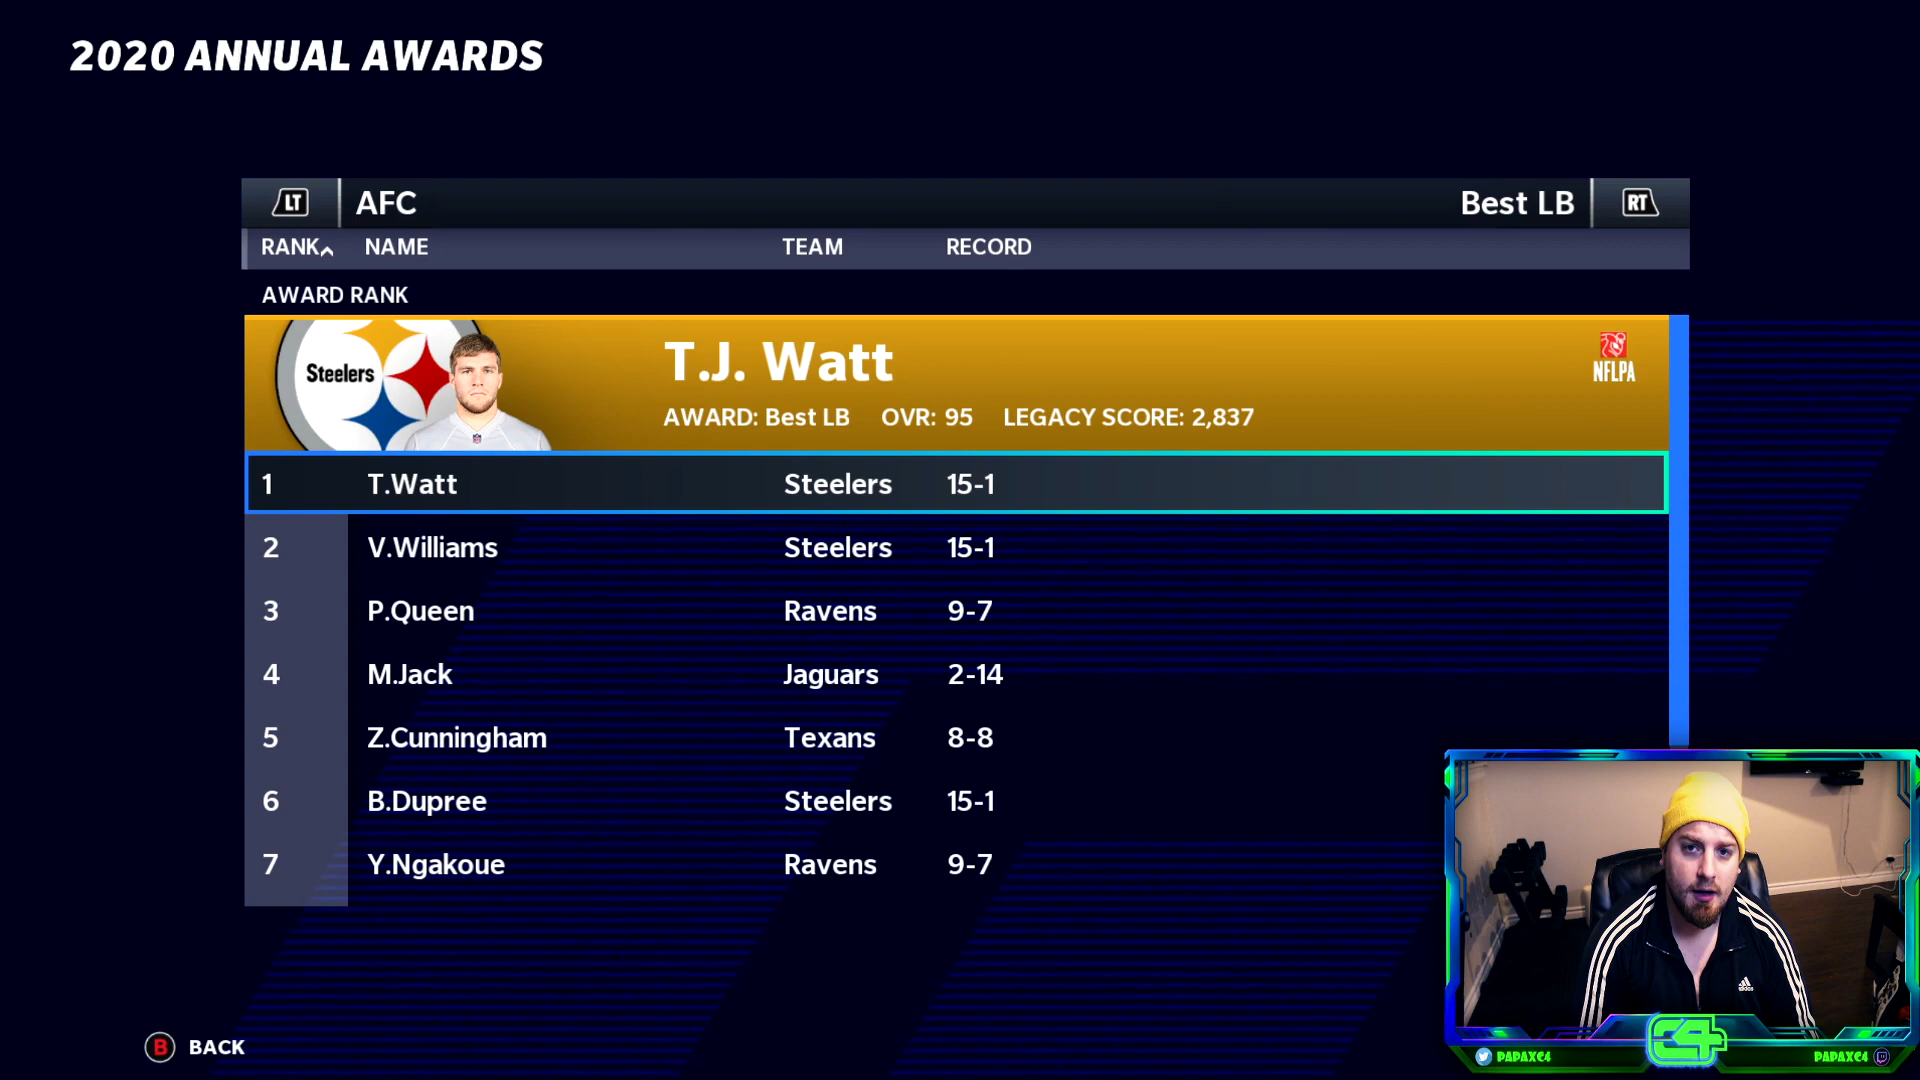 2020 ANNUAL AWARDS
LT AFC Best LB RT
RANK NAME TEAM RECORD
AWARD RANK
Steelers
T.J. Watt
NFLPA
AWARD: Best LB OVR: 95 LEGACY SCORE: 2,837
1 T.Watt Steelers 15-1
2 V.Williams Steelers 15-1
3 P.Queen Ravens 9-7
4 M.Jack Jaguars 2-14
5 Z.Cunningham Texans 8-8
6 B.Dupree Steelers 15-1
7 Y.Ngakoue Ravens 9-7
adidas
B BACK
PAPAXC4 C4 PAPAXC4